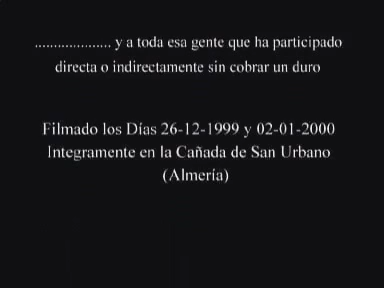 .................... y a toda esa gente que ha participado
directa o indirectamente sin cobrar un duro
Filmado los Días 26-12-1999 y 02-01-2000
Integramente en la Cañada de San Urbano
(Almería)